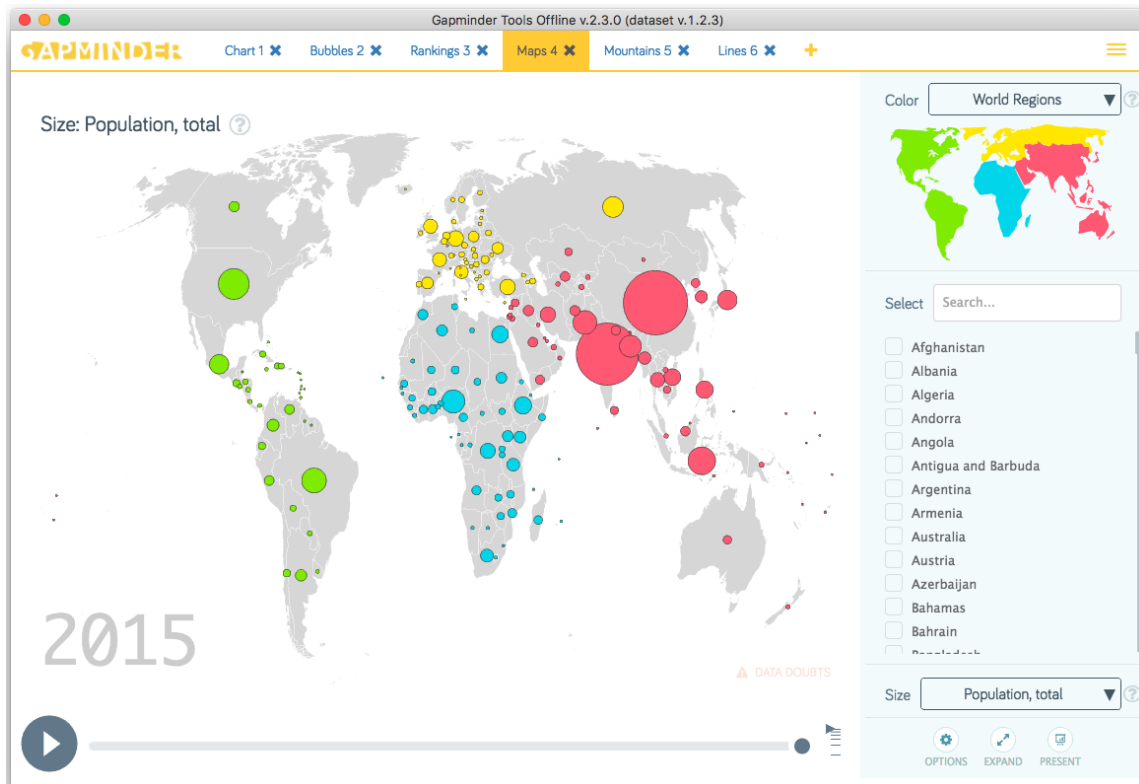 Gapminder Tools Offline v.2.3.0 (dataset v.1.2.3)
GAPMINDER Chart 1 ✖ Bubbles 2 ✖ Rankings 3 ✖ Maps 4 ✖ Mountains 5 ✖ Lines 6 ✖ +
Size: Population, total ?
Color World Regions ▼ ?
Select Search...
Afghanistan
Albania
Algeria
Andorra
Angola
Antigua and Barbuda
Argentina
Armenia
Australia
Austria
Azerbaijan
Bahamas
Bahrain
Bangladesh
2015
DATA DOUBTS
Size Population, total ▼ ?
OPTIONS EXPAND PRESENT